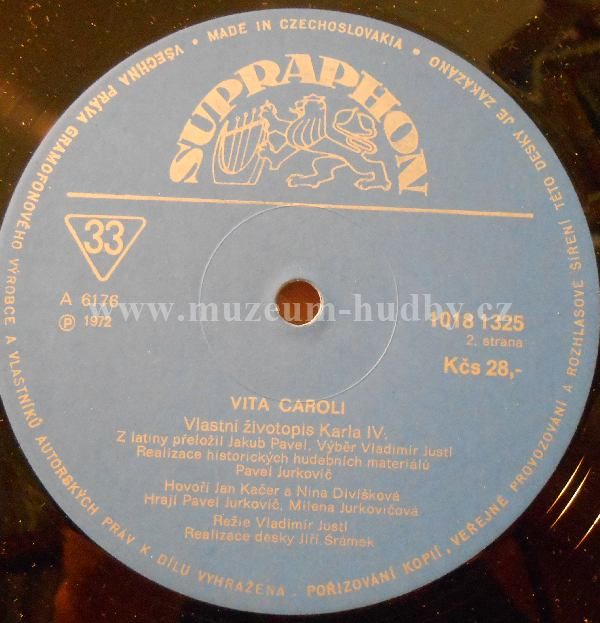 VŠECHNA PRÁVA GRAMOFONOVÉHO VÝROBCE A VLASTNÍKŮ AUTORSKÝCH PRÁV K DÍLU VYHRAŽENA. POŘIZOVÁNÍ KOPIÍ, VEŘEJNÉ PROVOZOVÁNÍ A ROZHLASOVÉ ŠÍŘENÍ TÉTO DESKY JE ZAKÁZÁNO • MADE IN CZECHOSLOVAKIA •
SUPRAPHON
33
A 6176
℗ 1972
www.muzeum-hudby.cz
1018 1325
2. strana
Kčs 28,-
VITA CAROLI
Vlastní životopis Karla IV.
Z latiny přeložil Jakub Pavel, Výběr Vladimír Justl
Realizace historických hudebních materiálů
Pavel Jurkovič
Hovoří Jan Kačer a Nina Divíšková
Hrají Pavel Jurkovič, Milena Jurkovičová
Režie Vladimír Justl
Realizace desky Jiří Šrámek